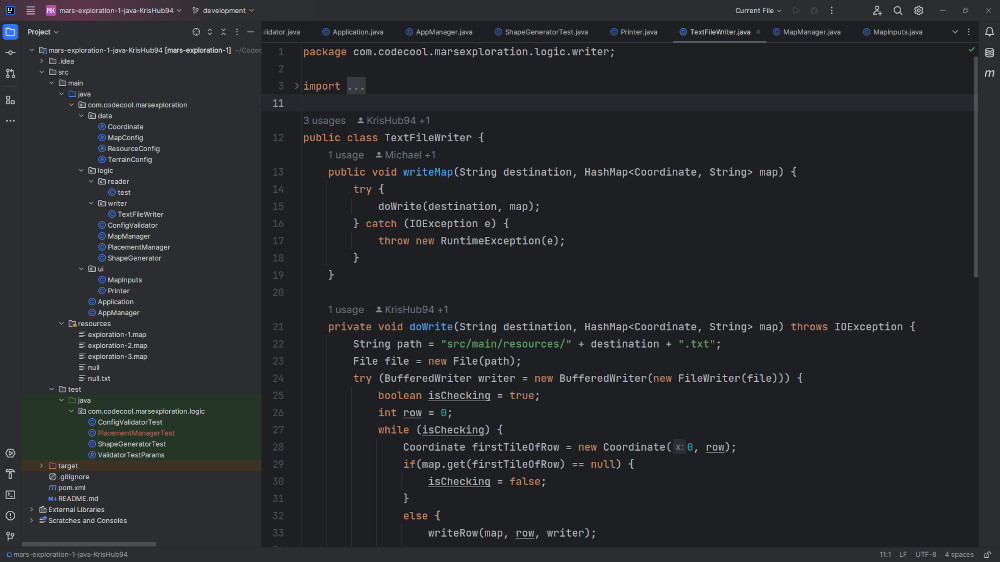 MK mars-exploration-1-java-KrisHub94 development Current File
Project
alidator.java Application.java AppManager.java ShapeGeneratorTest.java Printer.java TextFileWriter.java MapManager.java MapInputs.java
mars-exploration-1-java-KrisHub94 [mars-exploration-1] ~/Codec
.idea
src
main
java
com.codecool.marsexploration
data
Coordinate
MapConfig
ResourceConfig
TerrainConfig
logic
reader
test
writer
TextFileWriter
ConfigValidator
MapManager
PlacementManager
ShapeGenerator
ui
MapInputs
Printer
Application
AppManager
resources
exploration-1.map
exploration-2.map
exploration-3.map
null
null.txt
test
java
com.codecool.marsexploration.logic
ConfigValidatorTest
PlacementManagerTest
ShapeGeneratorTest
ValidatorTestParams
target
.gitignore
pom.xml
README.md
External Libraries
Scratches and Consoles
1 package com.codecool.marsexploration.logic.writer;
2
3 import ...
11
3 usages KrisHub94 +1
12 public class TextFileWriter {
1 usage Michael +1
13 public void writeMap(String destination, HashMap<Coordinate, String> map) {
14 try {
15 doWrite(destination, map);
16 } catch (IOException e) {
17 throw new RuntimeException(e);
18 }
19 }
20
1 usage KrisHub94 +1
21 private void doWrite(String destination, HashMap<Coordinate, String> map) throws IOException {
22 String path = "src/main/resources/" + destination + ".txt";
23 File file = new File(path);
24 try (BufferedWriter writer = new BufferedWriter(new FileWriter(file))) {
25 boolean isChecking = true;
26 int row = 0;
27 while (isChecking) {
28 Coordinate firstTileOfRow = new Coordinate( x: 0, row);
29 if(map.get(firstTileOfRow) == null) {
30 isChecking = false;
31 }
32 else {
33 writeRow(map, row, writer);
mars-exploration-1-java-KrisHub94 11:1 LF UTF-8 4 spaces